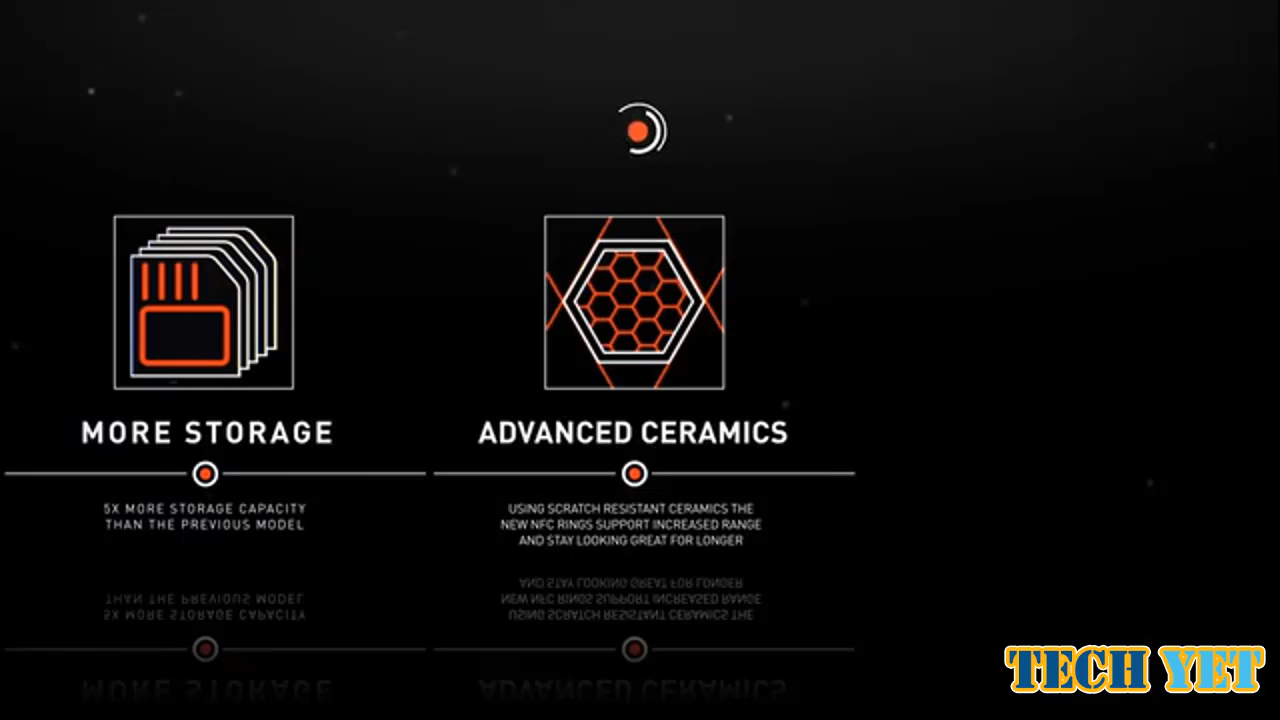 MORE STORAGE
5X MORE STORAGE CAPACITY
THAN THE PREVIOUS MODEL
ADVANCED CERAMICS
USING SCRATCH RESISTANT CERAMICS THE
NEW NFC RINGS SUPPORT INCREASED RANGE
AND STAY LOOKING GREAT FOR LONGER
TECH YET